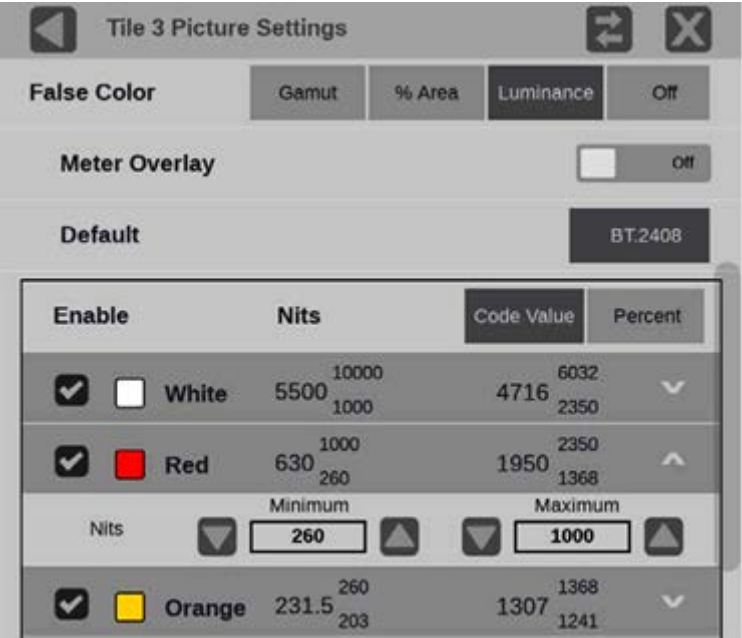 Tile 3 Picture Settings
False Color Gamut % Area Luminance Off
Meter Overlay Off
Default BT.2408
Enable Nits Code Value Percent
White 5500 10000 1000 4716 6032 2350
Red 630 1000 260 1950 2350 1368
Minimum Maximum
Nits 260 1000
Orange 231.5 260 203 1307 1368 1241